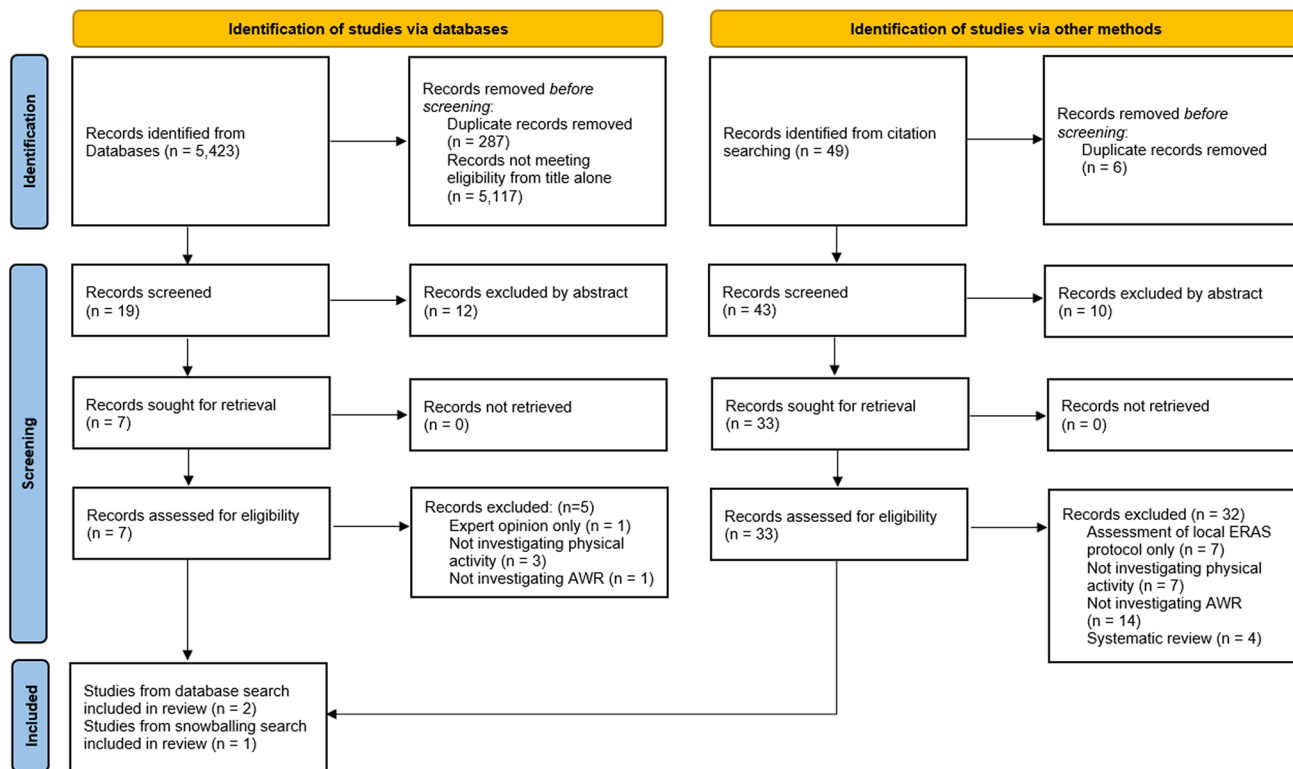 Identification of studies via databases
Identification of studies via other methods
Identification
Records identified from
Databases (n = 5,423)
Records removed before
screening:
Duplicate records removed
(n = 287)
Records not meeting
eligibility from title alone
(n = 5,117)
Records identified from citation
searching (n = 49)
Records removed before
screening:
Duplicate records removed
(n = 6)
Screening
Records screened
(n = 19)
Records excluded by abstract
(n = 12)
Records screened
(n = 43)
Records excluded by abstract
(n = 10)
Records sought for retrieval
(n = 7)
Records not retrieved
(n = 0)
Records sought for retrieval
(n = 33)
Records not retrieved
(n = 0)
Records assessed for eligibility
(n = 7)
Records excluded: (n=5)
Expert opinion only (n = 1)
Not investigating physical
activity (n = 3)
Not investigating AWR (n = 1)
Records assessed for eligibility
(n = 33)
Records excluded (n = 32)
Assessment of local ERAS
protocol only (n = 7)
Not investigating physical
activity (n = 7)
Not investigating AWR
(n = 14)
Systematic review (n = 4)
Included
Studies from database search
included in review (n = 2)
Studies from snowballing search
included in review (n = 1)